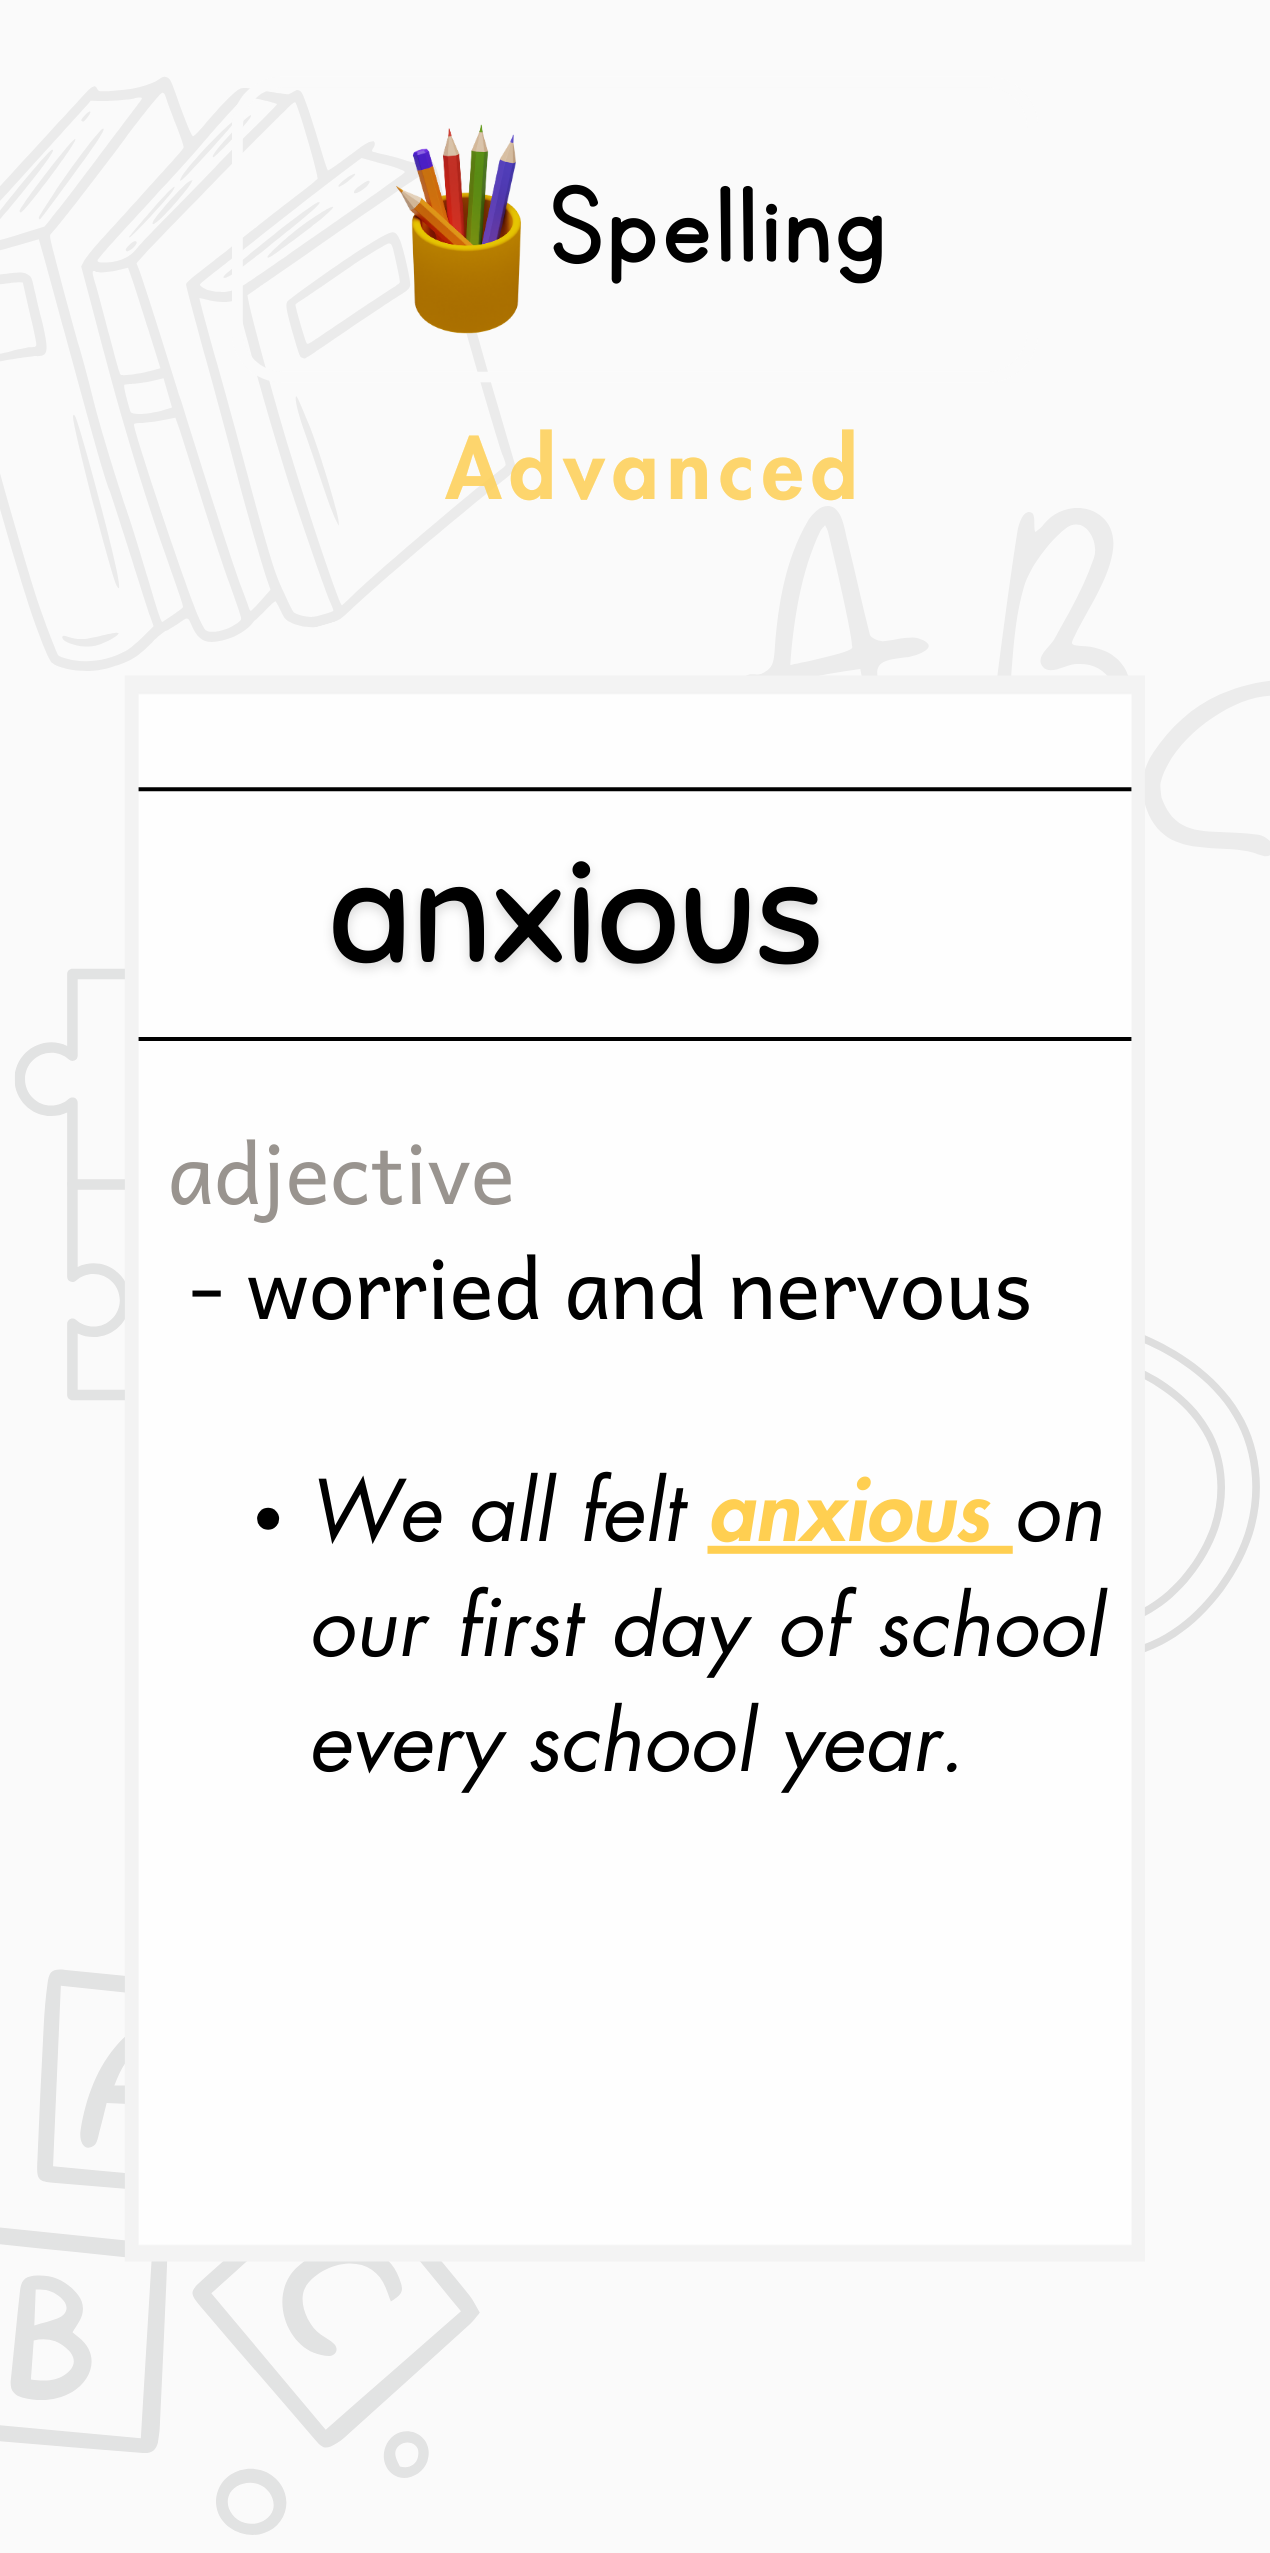 Spelling
Advanced
A B
anxious
adjective
- worried and nervous
• We all felt anxious on
our first day of school
every school year.
A
B C